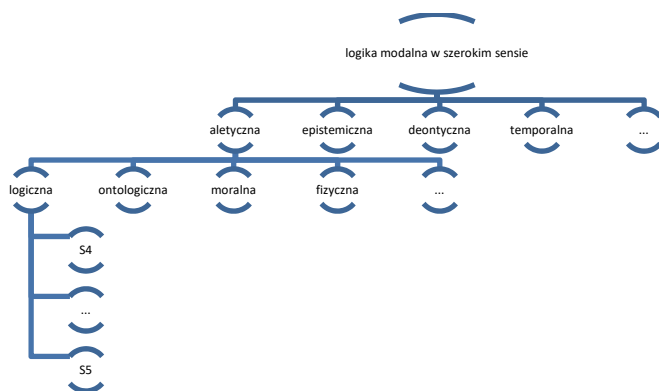 logika modalna w szerokim sensie
aletyczna epistemiczna deontyczna temporalna ...
logiczna ontologiczna moralna fizyczna ...
S4
...
S5